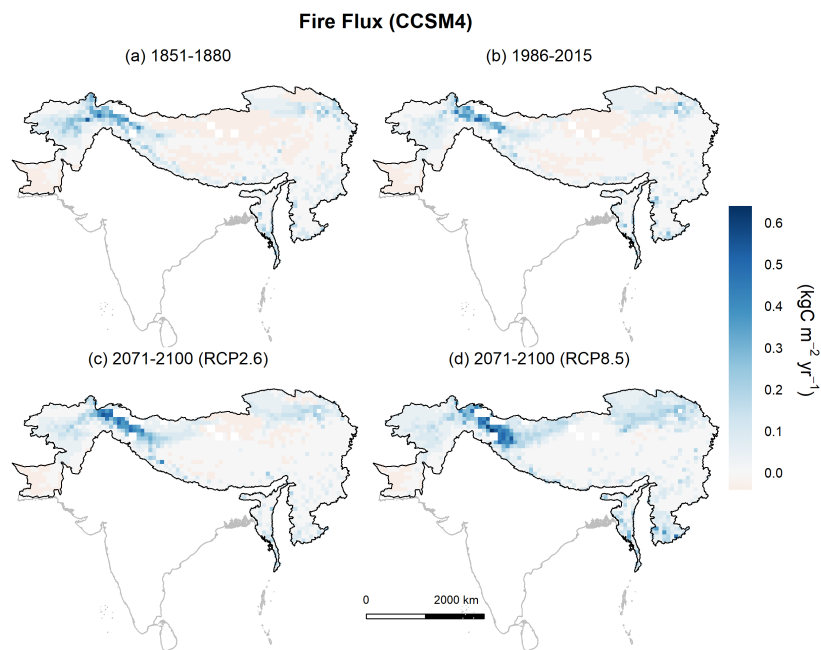 Fire Flux (CCSM4)
(a) 1851-1880
(b) 1986-2015
0.6
0.5
0.4
0.3
0.2
0.1
0.0
(kgC m⁻² yr⁻¹)
(c) 2071-2100 (RCP2.6)
(d) 2071-2100 (RCP8.5)
0
2000 km